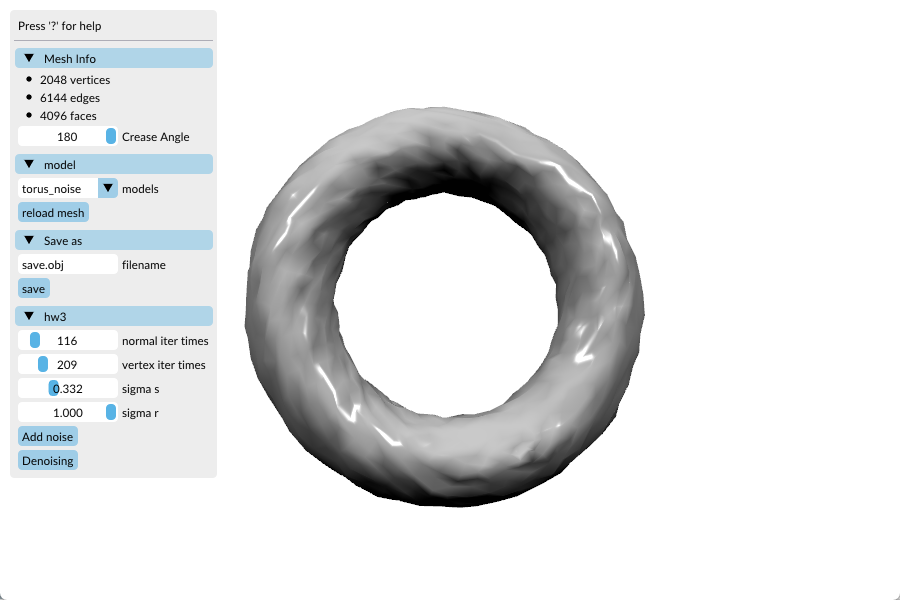 Press '?' for help
Mesh Info
2048 vertices
6144 edges
4096 faces
180 Crease Angle
model
torus_noise models
reload mesh
Save as
save.obj filename
save
hw3
116 normal iter times
209 vertex iter times
0.332 sigma s
1.000 sigma r
Add noise
Denoising